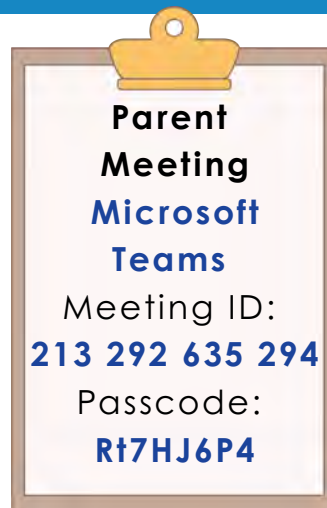 Parent
Meeting
Microsoft
Teams
Meeting ID:
213 292 635 294
Passcode:
Rt7HJ6P4